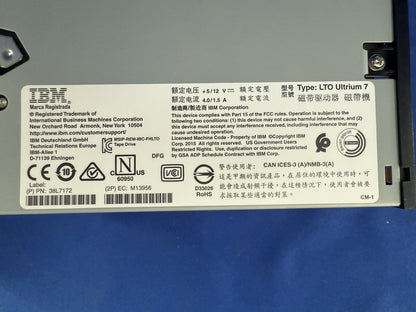 IBM
Marca Registrada
® Registered Trademark of
International Business Machines Corporation
New Orchard Road Armonk, New York 10504
http://www.ibm.com/customersupport/
IBM Deutschland GmbH
Technical Relations Europe
IBM-Allee 1
D-71139 Ehningen
MSIP-REM-IBC-FHLTO
Tape Drive
额定电压 +5/12 V 額定電壓
额定电流 4.0/1.5 A 額定電流
制造商/製造商 IBM Corporation
型号 Type: LTO Ultrium 7
型號
磁带驱动器 磁帶機
This device complies with Part 15 of the FCC rules. Operation is subject to the
following conditions: (1) this device may not cause harmful interference, and
(2) this device must accept any interference received, including interference
that may cause undesired operation.
Licensed Machine Code - Property of IBM ©Copyright IBM
Corp. 2015 All rights reserved. US Government Users
Restricted Rights. Use, duplication or disclosure restricted
by GSA ADP Schedule Contract with IBM Corp.
CE
10
N
C US
60950
DFG
D33026
RoHS
警告使用者: CAN ICES-3 (A)/NMB-3(A)
這是甲類的資訊產品，在居住的環境中使用時，可
能會造成射頻干擾，在這種情況下，使用者會被要
求採取某些適當的對策。
Label:
(P) PN: 38L7172
(2P) EC: M13956
CM-1